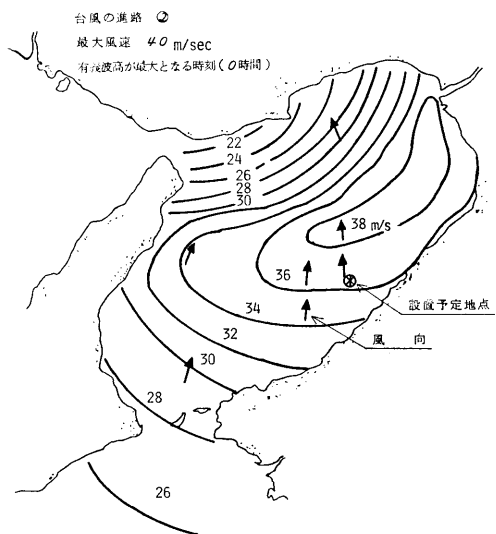 台風の進路 ②
最大風速 40 m/sec
有義波高が最大となる時刻(0時間)
22
24
26
28
30
38 m/s
36
設置予定地点
34
風向
32
30
28
26